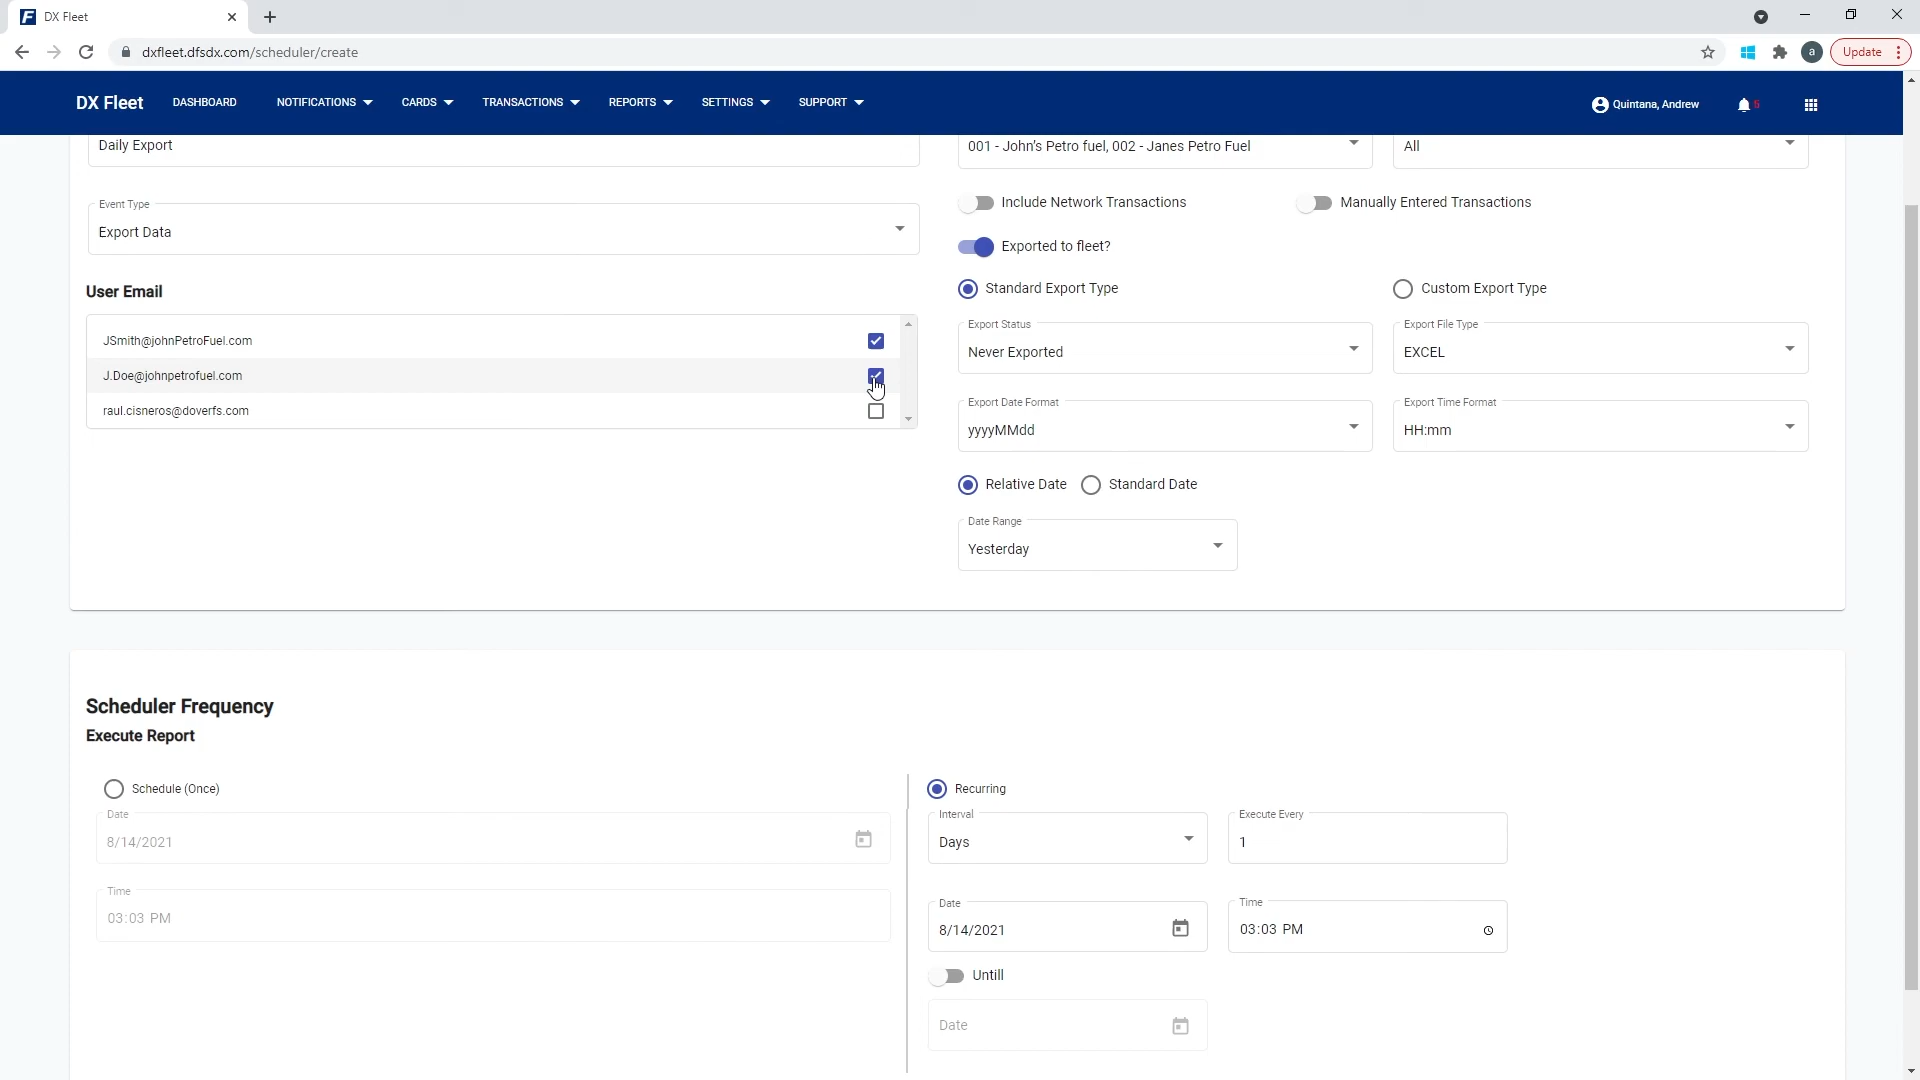 DX Fleet
dxfleet.dfsdx.com/scheduler/create
a
Update
DX Fleet
DASHBOARD
NOTIFICATIONS
CARDS
TRANSACTIONS
REPORTS
SETTINGS
SUPPORT
Quintana, Andrew
5
Daily Export
Event Type
Export Data
User Email
JSmith@johnPetroFuel.com
J.Doe@johnpetrofuel.com
raul.cisneros@doverfs.com
001 - John's Petro fuel, 002 - Janes Petro Fuel
All
Include Network Transactions
Manually Entered Transactions
Exported to fleet?
Standard Export Type
Custom Export Type
Export Status
Never Exported
Export File Type
EXCEL
Export Date Format
yyyyMMdd
Export Time Format
HH:mm
Relative Date
Standard Date
Date Range
Yesterday
Scheduler Frequency
Execute Report
Schedule (Once)
Date
8/14/2021
Time
03:03 PM
Recurring
Interval
Days
Execute Every
1
Date
8/14/2021
Time
03:03 PM
Untill
Date